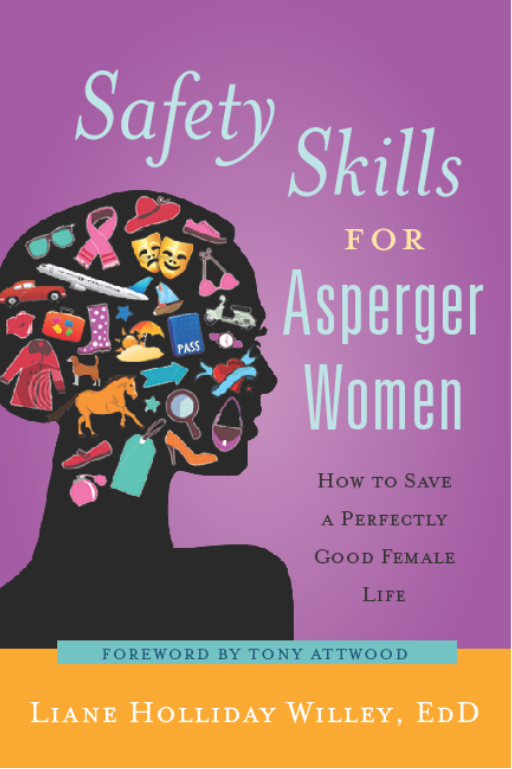 Safety
Skills
FOR
Asperger
Women
How to Save
a Perfectly
Good Female
Life
PASS
FOREWORD BY TONY ATTWOOD
Liane Holliday Willey, EdD